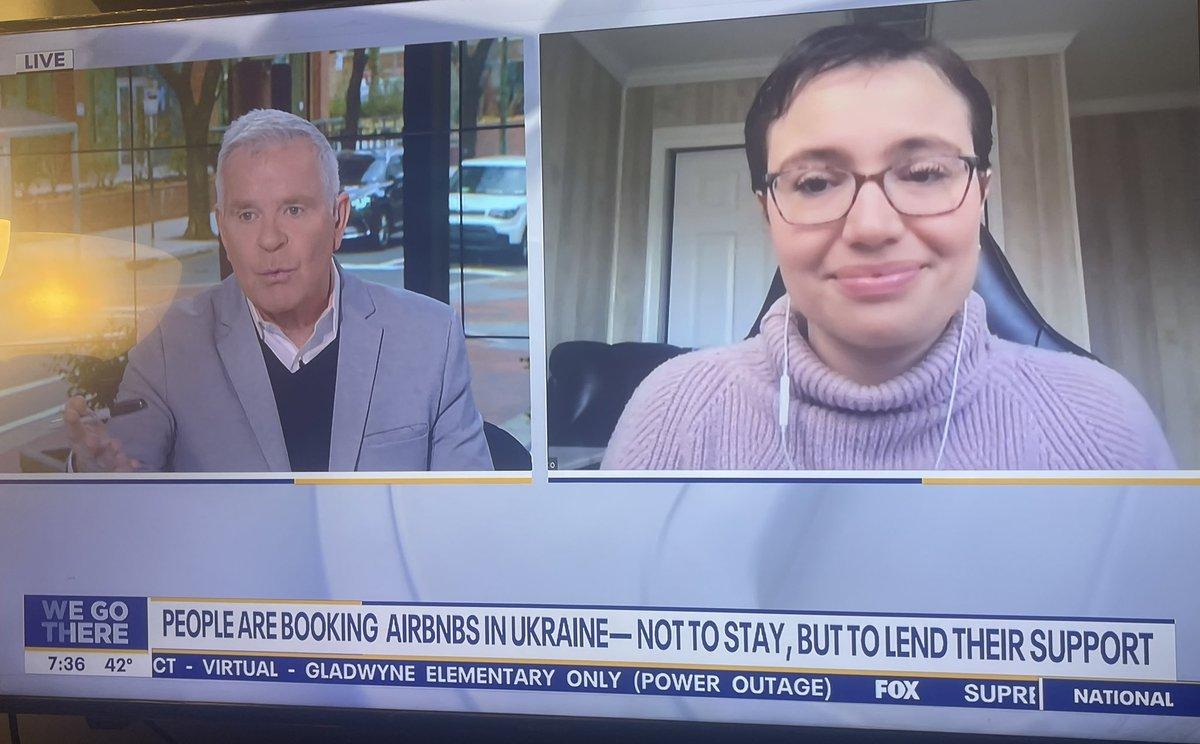 LIVE
WE GO
THERE
PEOPLE ARE BOOKING AIRBNBS IN UKRAINE— NOT TO STAY, BUT TO LEND THEIR SUPPORT
7:36 42°
CT - VIRTUAL - GLADWYNE ELEMENTARY ONLY (POWER OUTAGE) FOX SUPRE NATIONAL